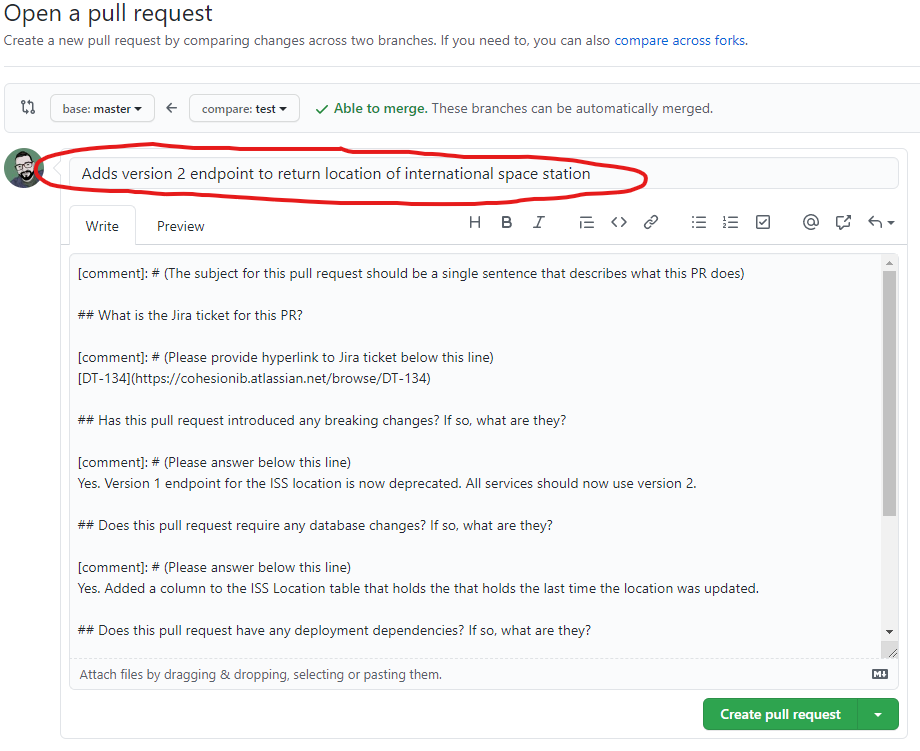 Open a pull request
Create a new pull request by comparing changes across two branches. If you need to, you can also compare across forks.
base: master compare: test Able to merge. These branches can be automatically merged.
Adds version 2 endpoint to return location of international space station
Write Preview
[comment]: # (The subject for this pull request should be a single sentence that describes what this PR does)
## What is the Jira ticket for this PR?
[comment]: # (Please provide hyperlink to Jira ticket below this line)
[DT-134](https://cohesionib.atlassian.net/browse/DT-134)
## Has this pull request introduced any breaking changes? If so, what are they?
[comment]: # (Please answer below this line)
Yes. Version 1 endpoint for the ISS location is now deprecated. All services should now use version 2.
## Does this pull request require any database changes? If so, what are they?
[comment]: # (Please answer below this line)
Yes. Added a column to the ISS Location table that holds the that holds the last time the location was updated.
## Does this pull request have any deployment dependencies? If so, what are they?
Attach files by dragging & dropping, selecting or pasting them.
Create pull request